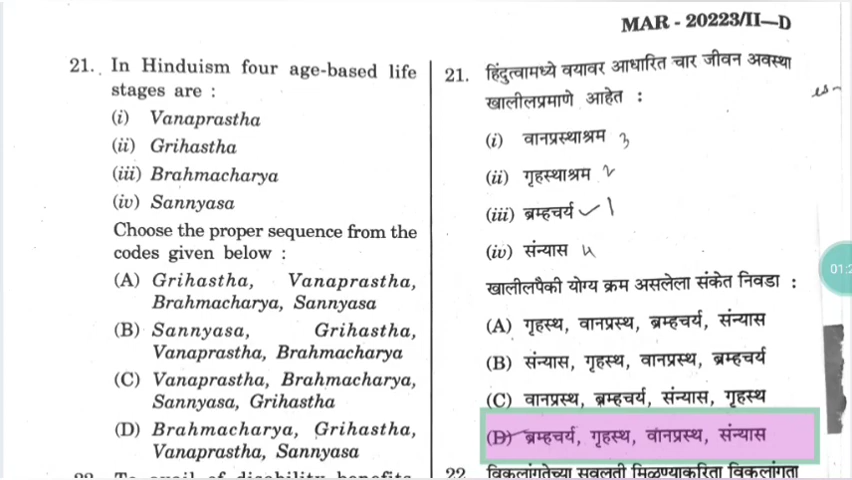 MAR - 20223/II—D
21. In Hinduism four age-based life
stages are :
(i) Vanaprastha
(ii) Grihastha
(iii) Brahmacharya
(iv) Sannyasa
Choose the proper sequence from the
codes given below :
(A) Grihastha, Vanaprastha,
Brahmacharya, Sannyasa
(B) Sannyasa, Grihastha,
Vanaprastha, Brahmacharya
(C) Vanaprastha, Brahmacharya,
Sannyasa, Grihastha
(D) Brahmacharya, Grihastha,
Vanaprastha, Sannyasa
21. हिंदुत्वामध्ये वयावर आधारित चार जीवन अवस्था
खालीलप्रमाणे आहेत :
(i) वानप्रस्थाश्रम 3
(ii) गृहस्थाश्रम २
(iii) ब्रम्हचर्य 1
(iv) संन्यास ४
खालीलपैकी योग्य क्रम असलेला संकेत निवडा :
(A) गृहस्थ, वानप्रस्थ, ब्रम्हचर्य, संन्यास
(B) संन्यास, गृहस्थ, वानप्रस्थ, ब्रम्हचर्य
(C) वानप्रस्थ, ब्रम्हचर्य, संन्यास, गृहस्थ
(D) ब्रम्हचर्य, गृहस्थ, वानप्रस्थ, संन्यास
22. विकलांगतेच्या सवलती मिळण्याकरिता विकलांगता